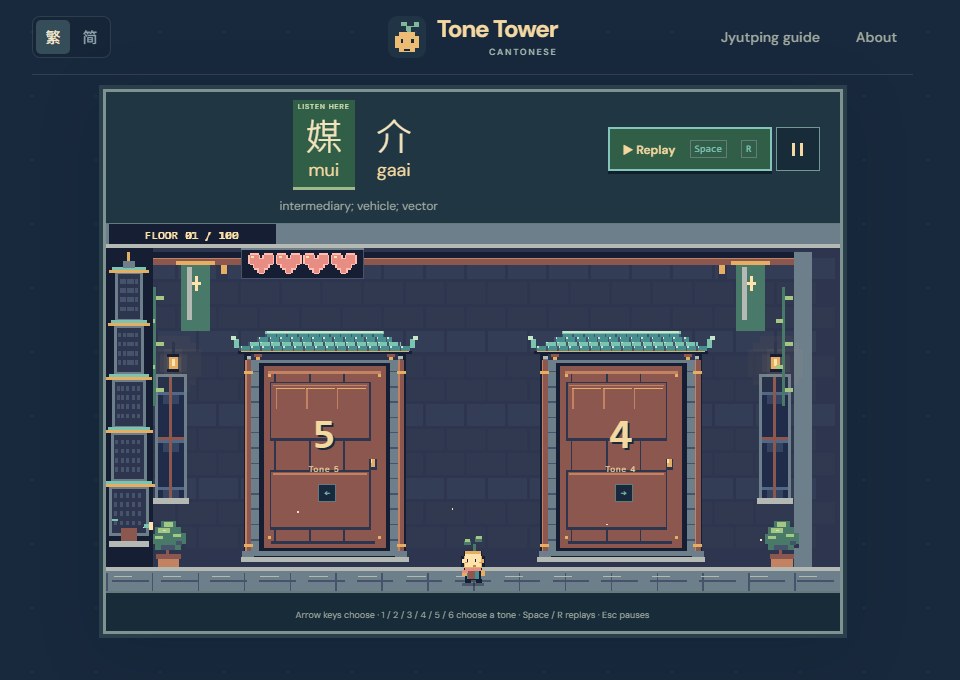 繁 简
Tone Tower
CANTONESE
Jyutping guide About
LISTEN HERE
媒 介
mui gaai
intermediary; vehicle; vector
▶ Replay Space R
FLOOR 01 / 100
5 4
Tone 5 Tone 4
← →
Arrow keys choose · 1 / 2 / 3 / 4 / 5 / 6 choose a tone · Space / R replays · Esc pauses